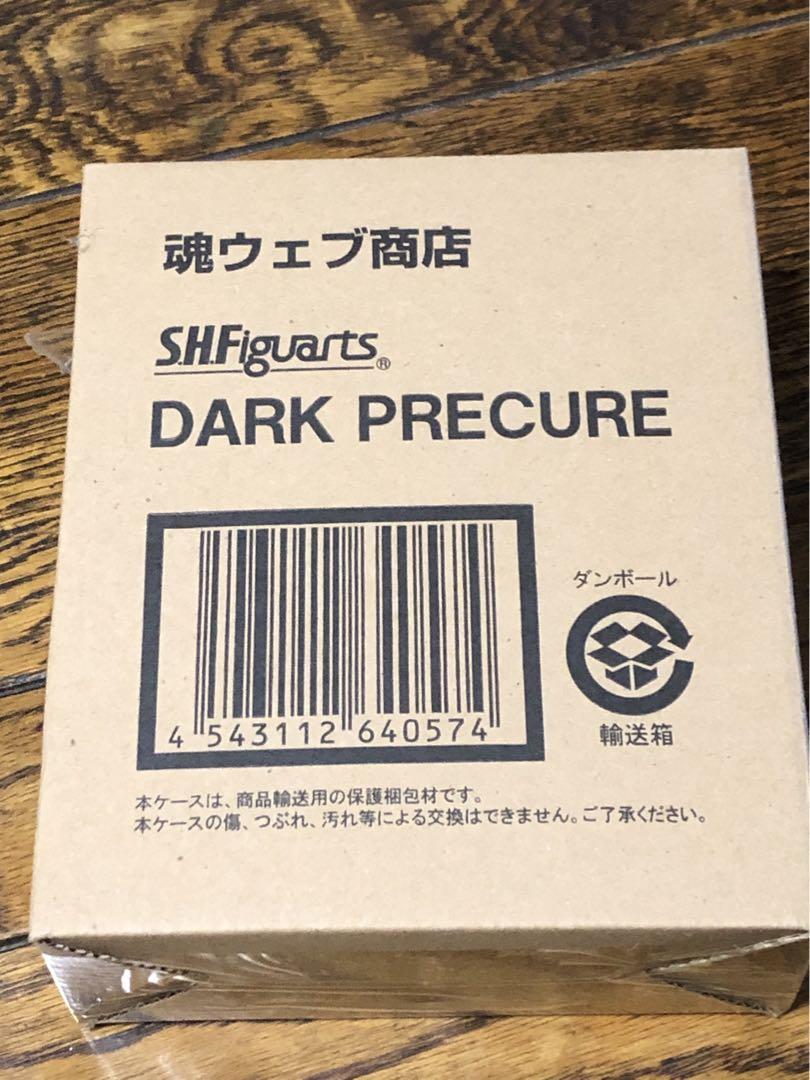 魂ウェブ商店
S.H.Figuarts®
DARK PRECURE
ダンボール
輸送箱
4 543112 640574
本ケースは、商品輸送用の保護梱包材です。
本ケースの傷、つぶれ、汚れ等による交換はできません。ご了承ください。